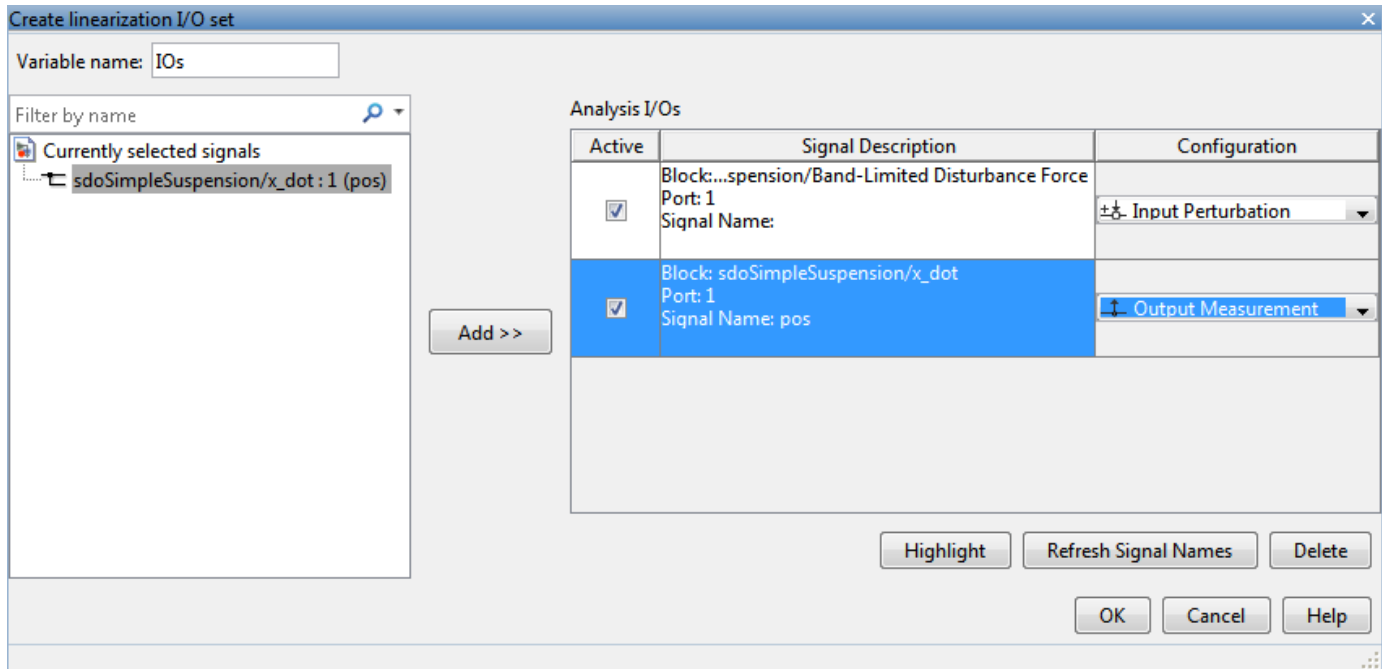 Create linearization I/O set
Variable name: IOs
Filter by name
Currently selected signals
sdoSimpleSuspension/x_dot : 1 (pos)
Add >>
Analysis I/Os
Active Signal Description Configuration
Block:...spension/Band-Limited Disturbance Force
Port: 1
Signal Name:
Input Perturbation
Block: sdoSimpleSuspension/x_dot
Port: 1
Signal Name: pos
Output Measurement
Highlight Refresh Signal Names Delete
OK Cancel Help